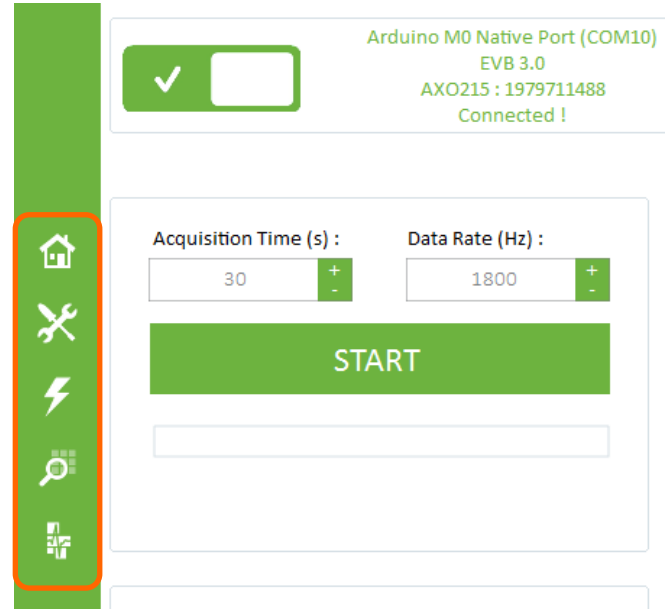 Arduino M0 Native Port (COM10)
EVB 3.0
AXO215 : 1979711488
Connected !
Acquisition Time (s) :
Data Rate (Hz) :
30
+
-
1800
+
-
START